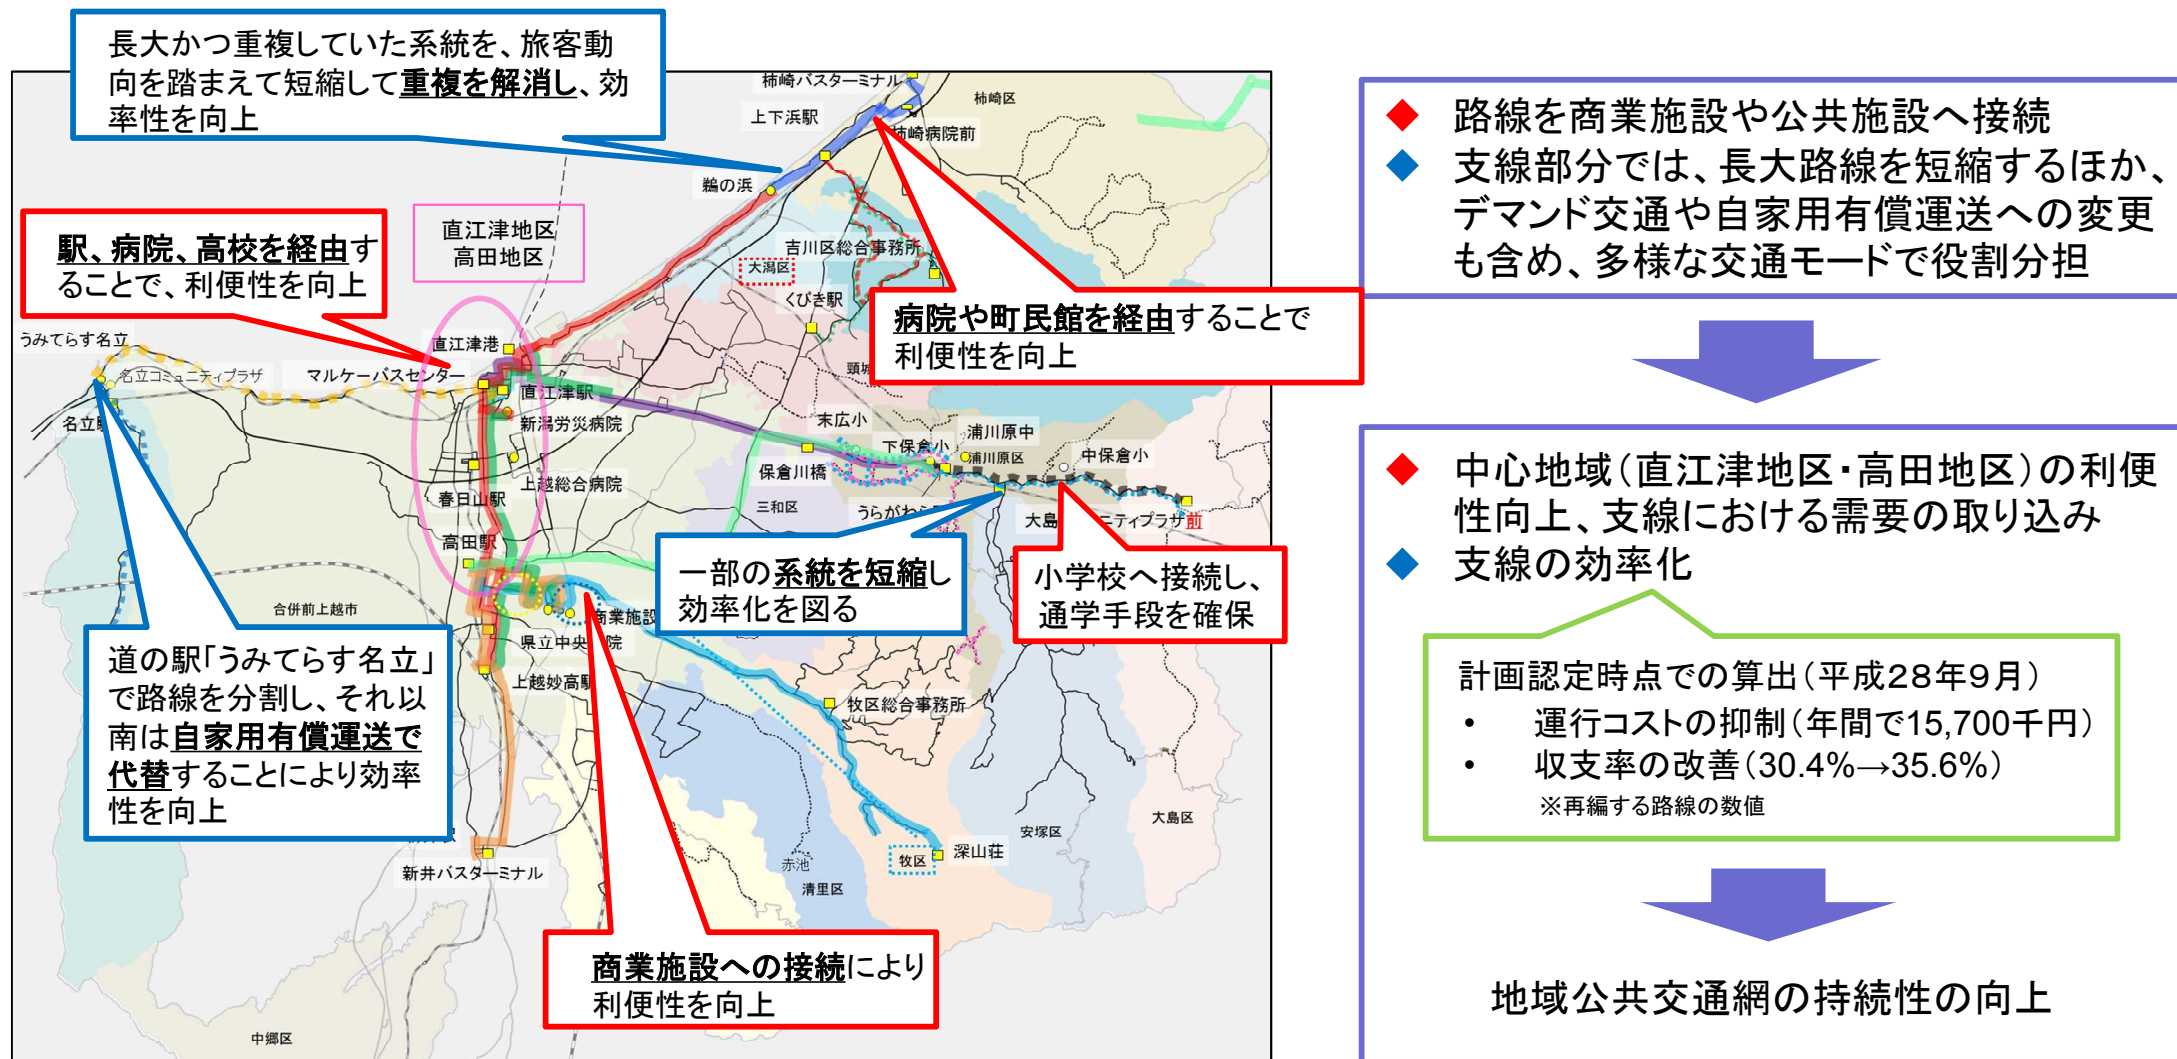 長大かつ重複していた系統を、旅客動
向を踏まえて短縮して重複を解消し、効
率性を向上
柿崎バスターミナル
柿崎区
上下浜駅
柿崎病院前
鵜の浜
直江津地区
高田地区
駅、病院、高校を経由す
ることで、利便性を向上
吉川区総合事務所
大潟区
くびき駅
病院や町民館を経由することで
利便性を向上
うみてらす名立
直江津港
名立コミュニティプラザ
マルケーバスセンター
頸城
直江津駅
名立
新潟労災病院
末広小
浦川原中
下保倉小
浦川原区
中保倉小
保倉川橋
上越総合病院
春日山駅
三和区
うらがわら
大島
ニティプラザ前
高田駅
一部の系統を短縮し
効率化を図る
小学校へ接続し、
通学手段を確保
合併前上越市
商業施設
県立中央
院
道の駅「うみてらす名立」
で路線を分割し、それ以
南は自家用有償運送で
代替することにより効率
性を向上
上越妙高駅
牧区総合事務所
大島区
安塚区
深山荘
牧区
赤池
清里区
新井バスターミナル
商業施設への接続により
利便性を向上
中郷区
◆ 路線を商業施設や公共施設へ接続
◆ 支線部分では、長大路線を短縮するほか、
デマンド交通や自家用有償運送への変更
も含め、多様な交通モードで役割分担
◆ 中心地域（直江津地区・高田地区）の利便
性向上、支線における需要の取り込み
◆ 支線の効率化
計画認定時点での算出（平成２８年９月）
• 運行コストの抑制（年間で15,700千円）
• 収支率の改善（30.4%→35.6%）
※再編する路線の数値
地域公共交通網の持続性の向上